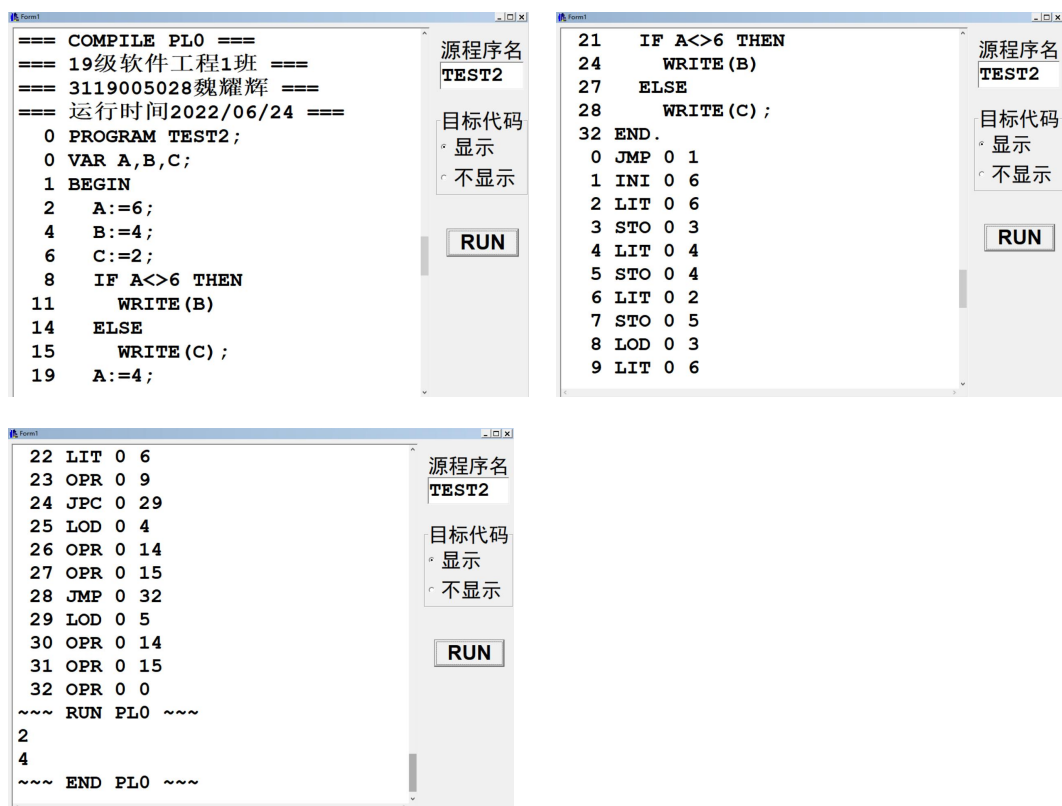 Form1
=== COMPILE PL0 ===
=== 19级软件工程1班 ===
=== 3119005028魏耀辉 ===
=== 运行时间2022/06/24 ===
0 PROGRAM TEST2;
0 VAR A,B,C;
1 BEGIN
2 A:=6;
4 B:=4;
6 C:=2;
8 IF A<>6 THEN
11 WRITE(B)
14 ELSE
15 WRITE(C);
19 A:=4;
源程序名
TEST2
目标代码
显示
不显示
RUN
Form1
21 IF A<>6 THEN
24 WRITE(B)
27 ELSE
28 WRITE(C);
32 END.
0 JMP 0 1
1 INI 0 6
2 LIT 0 6
3 STO 0 3
4 LIT 0 4
5 STO 0 4
6 LIT 0 2
7 STO 0 5
8 LOD 0 3
9 LIT 0 6
源程序名
TEST2
目标代码
显示
不显示
RUN
Form1
22 LIT 0 6
23 OPR 0 9
24 JPC 0 29
25 LOD 0 4
26 OPR 0 14
27 OPR 0 15
28 JMP 0 32
29 LOD 0 5
30 OPR 0 14
31 OPR 0 15
32 OPR 0 0
~~~ RUN PL0 ~~~
2
4
~~~ END PL0 ~~~
源程序名
TEST2
目标代码
显示
不显示
RUN